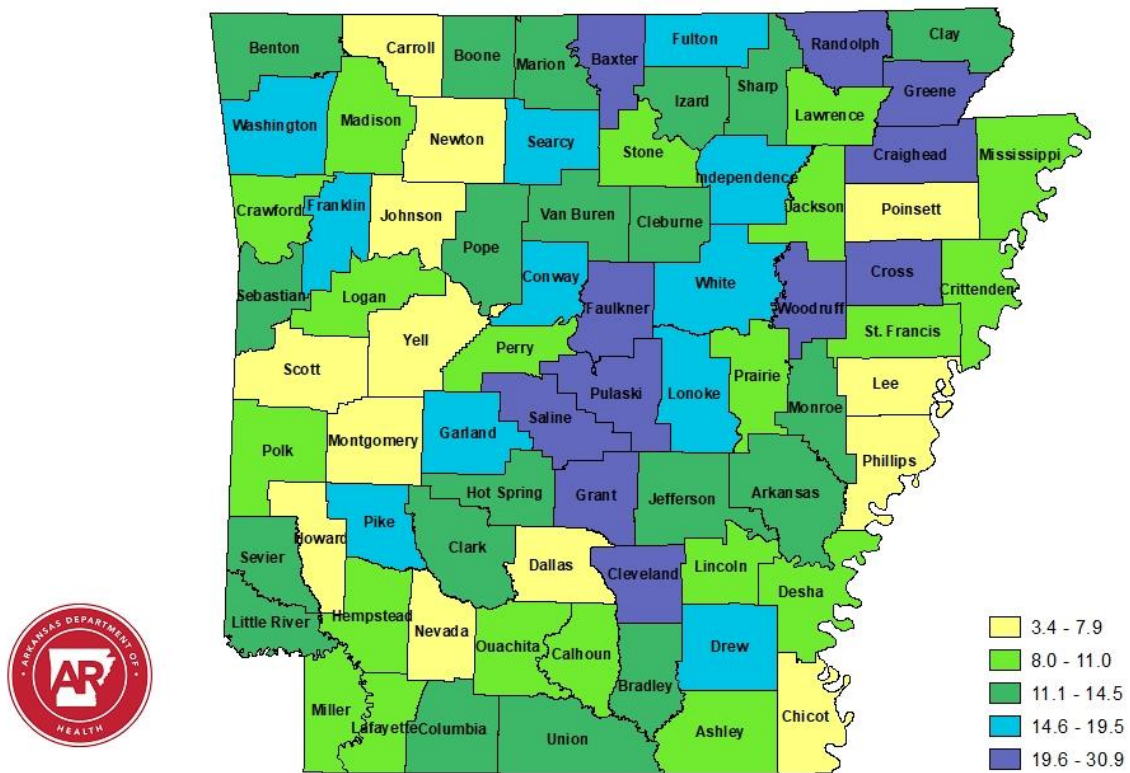 Benton
Carroll
Boone
Marion
Baxter
Fulton
Randolph
Clay
Sharp
Izard
Greene
Lawrence
Washington
Madison
Newton
Searcy
Stone
Independence
Craighead
Mississippi
Crawford
Franklin
Johnson
Pope
Van Buren
Cleburne
Jackson
Poinsett
Sebastian
Logan
Conway
Faulkner
White
Woodruff
Cross
Crittenden
St. Francis
Yell
Perry
Scott
Pulaski
Lonoke
Prairie
Lee
Monroe
Saline
Garland
Montgomery
Polk
Phillips
Hot Spring
Grant
Jefferson
Arkansas
Pike
Howard
Clark
Sevier
Dallas
Cleveland
Lincoln
Desha
Little River
Hempstead
Nevada
Ouachita
Calhoun
Drew
Bradley
Miller
Lafayette
Columbia
Union
Ashley
Chicot
ARKANSAS DEPARTMENT OF
AR
HEALTH
3.4 - 7.9
8.0 - 11.0
11.1 - 14.5
14.6 - 19.5
19.6 - 30.9